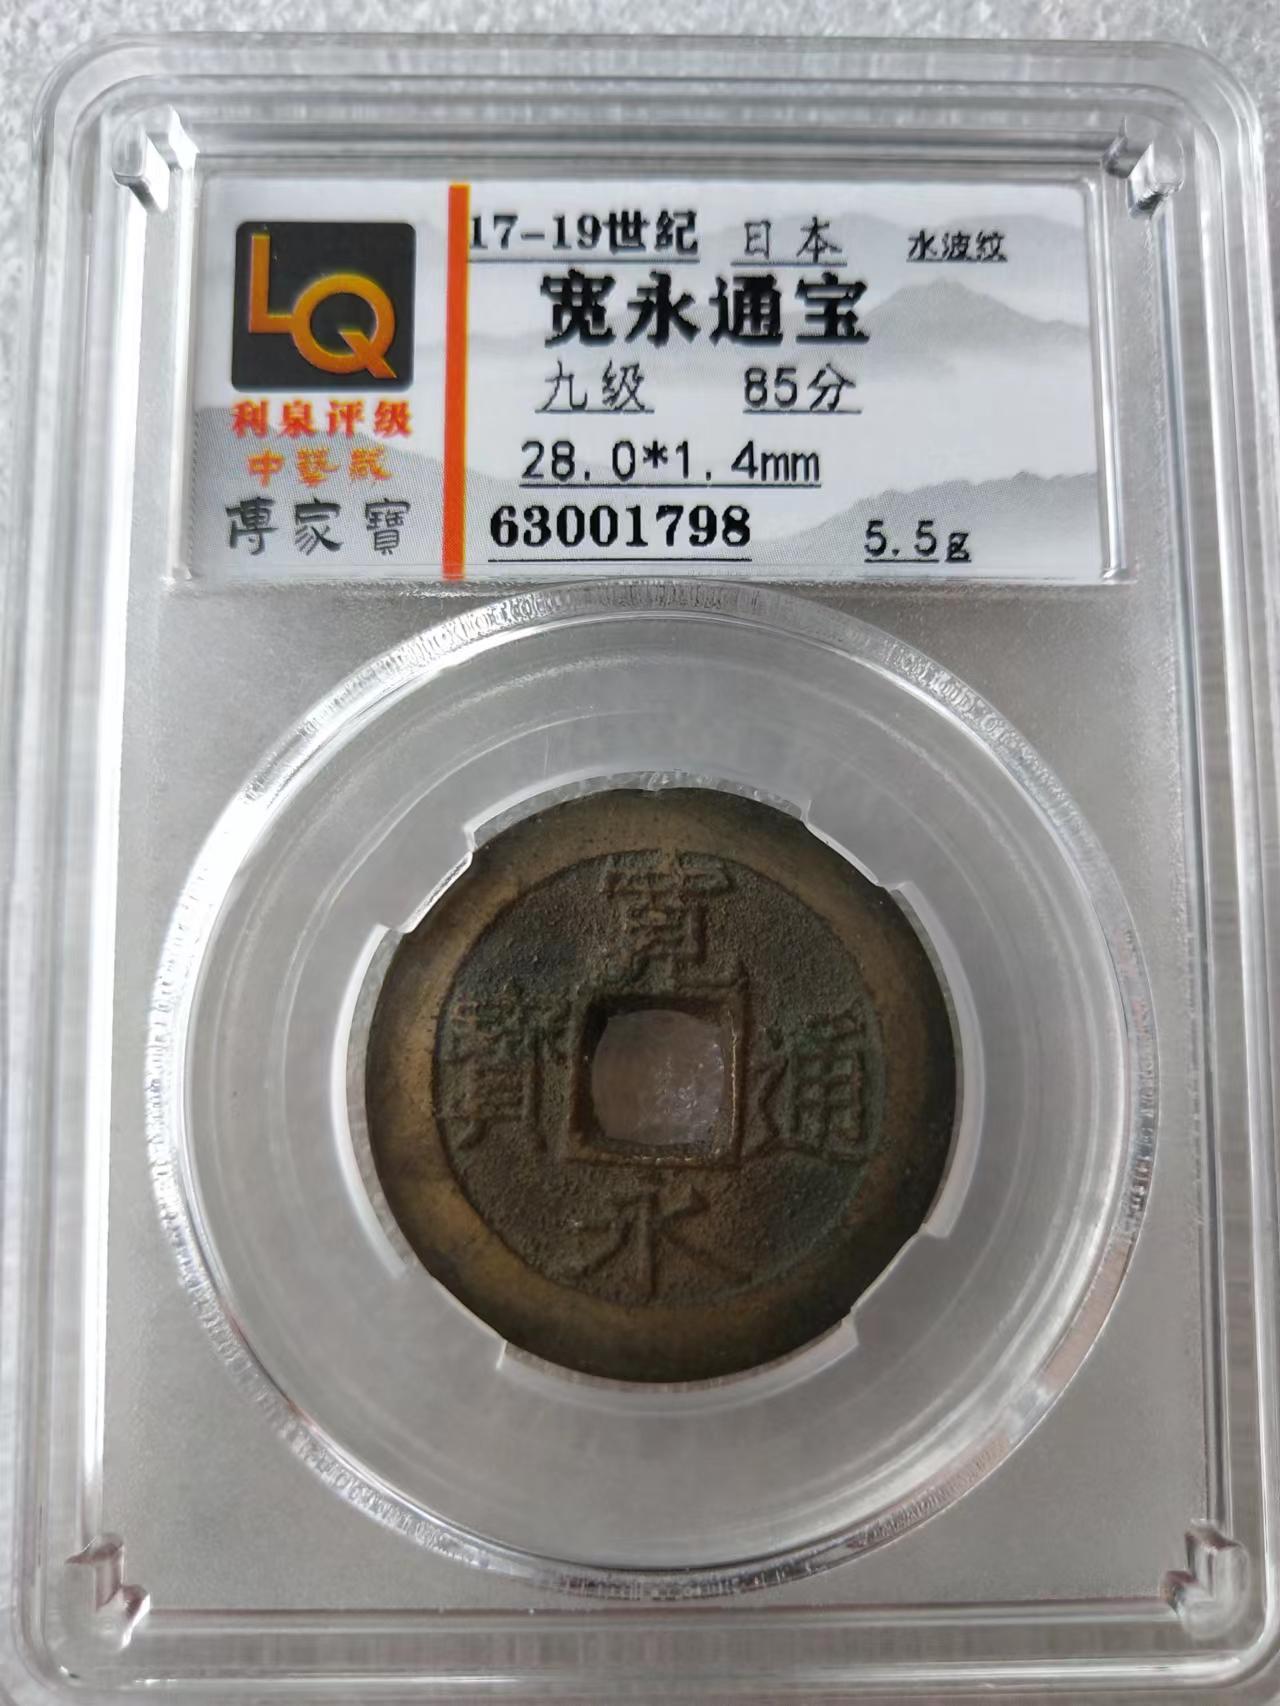 LQ
利泉评级
中藝藏
傳家寶
17-19世纪 日本 水波纹
宽永通宝
九级 85分
28.0*1.4mm
63001798 5.5g
寛
寳 通
永